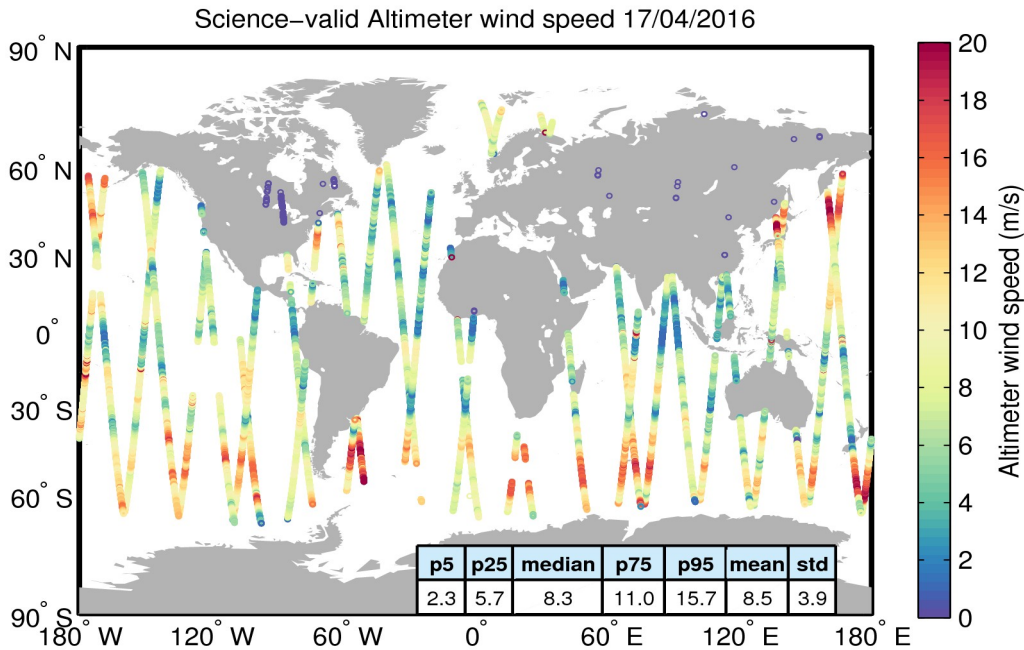 Science−valid Altimeter wind speed 17/04/2016
90° N
60° N
30° N
0°
30° S
60° S
90° S
180° W
120° W
60° W
0°
60° E
120° E
180° E
p5 p25 median p75 p95 mean std
2.3 5.7 8.3 11.0 15.7 8.5 3.9
20
18
16
14
12
10
8
6
4
2
0
Altimeter wind speed (m/s)